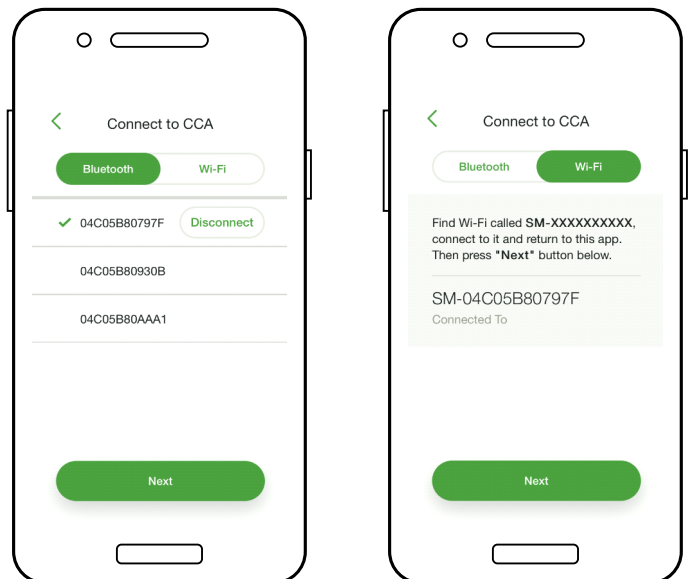 Connect to CCA
Bluetooth Wi-Fi
04C05B80797F Disconnect
04C05B80930B
04C05B80AAA1
Next
Connect to CCA
Bluetooth Wi-Fi
Find Wi-Fi called SM-XXXXXXXXXX,
connect to it and return to this app.
Then press "Next" button below.
SM-04C05B80797F
Connected To
Next